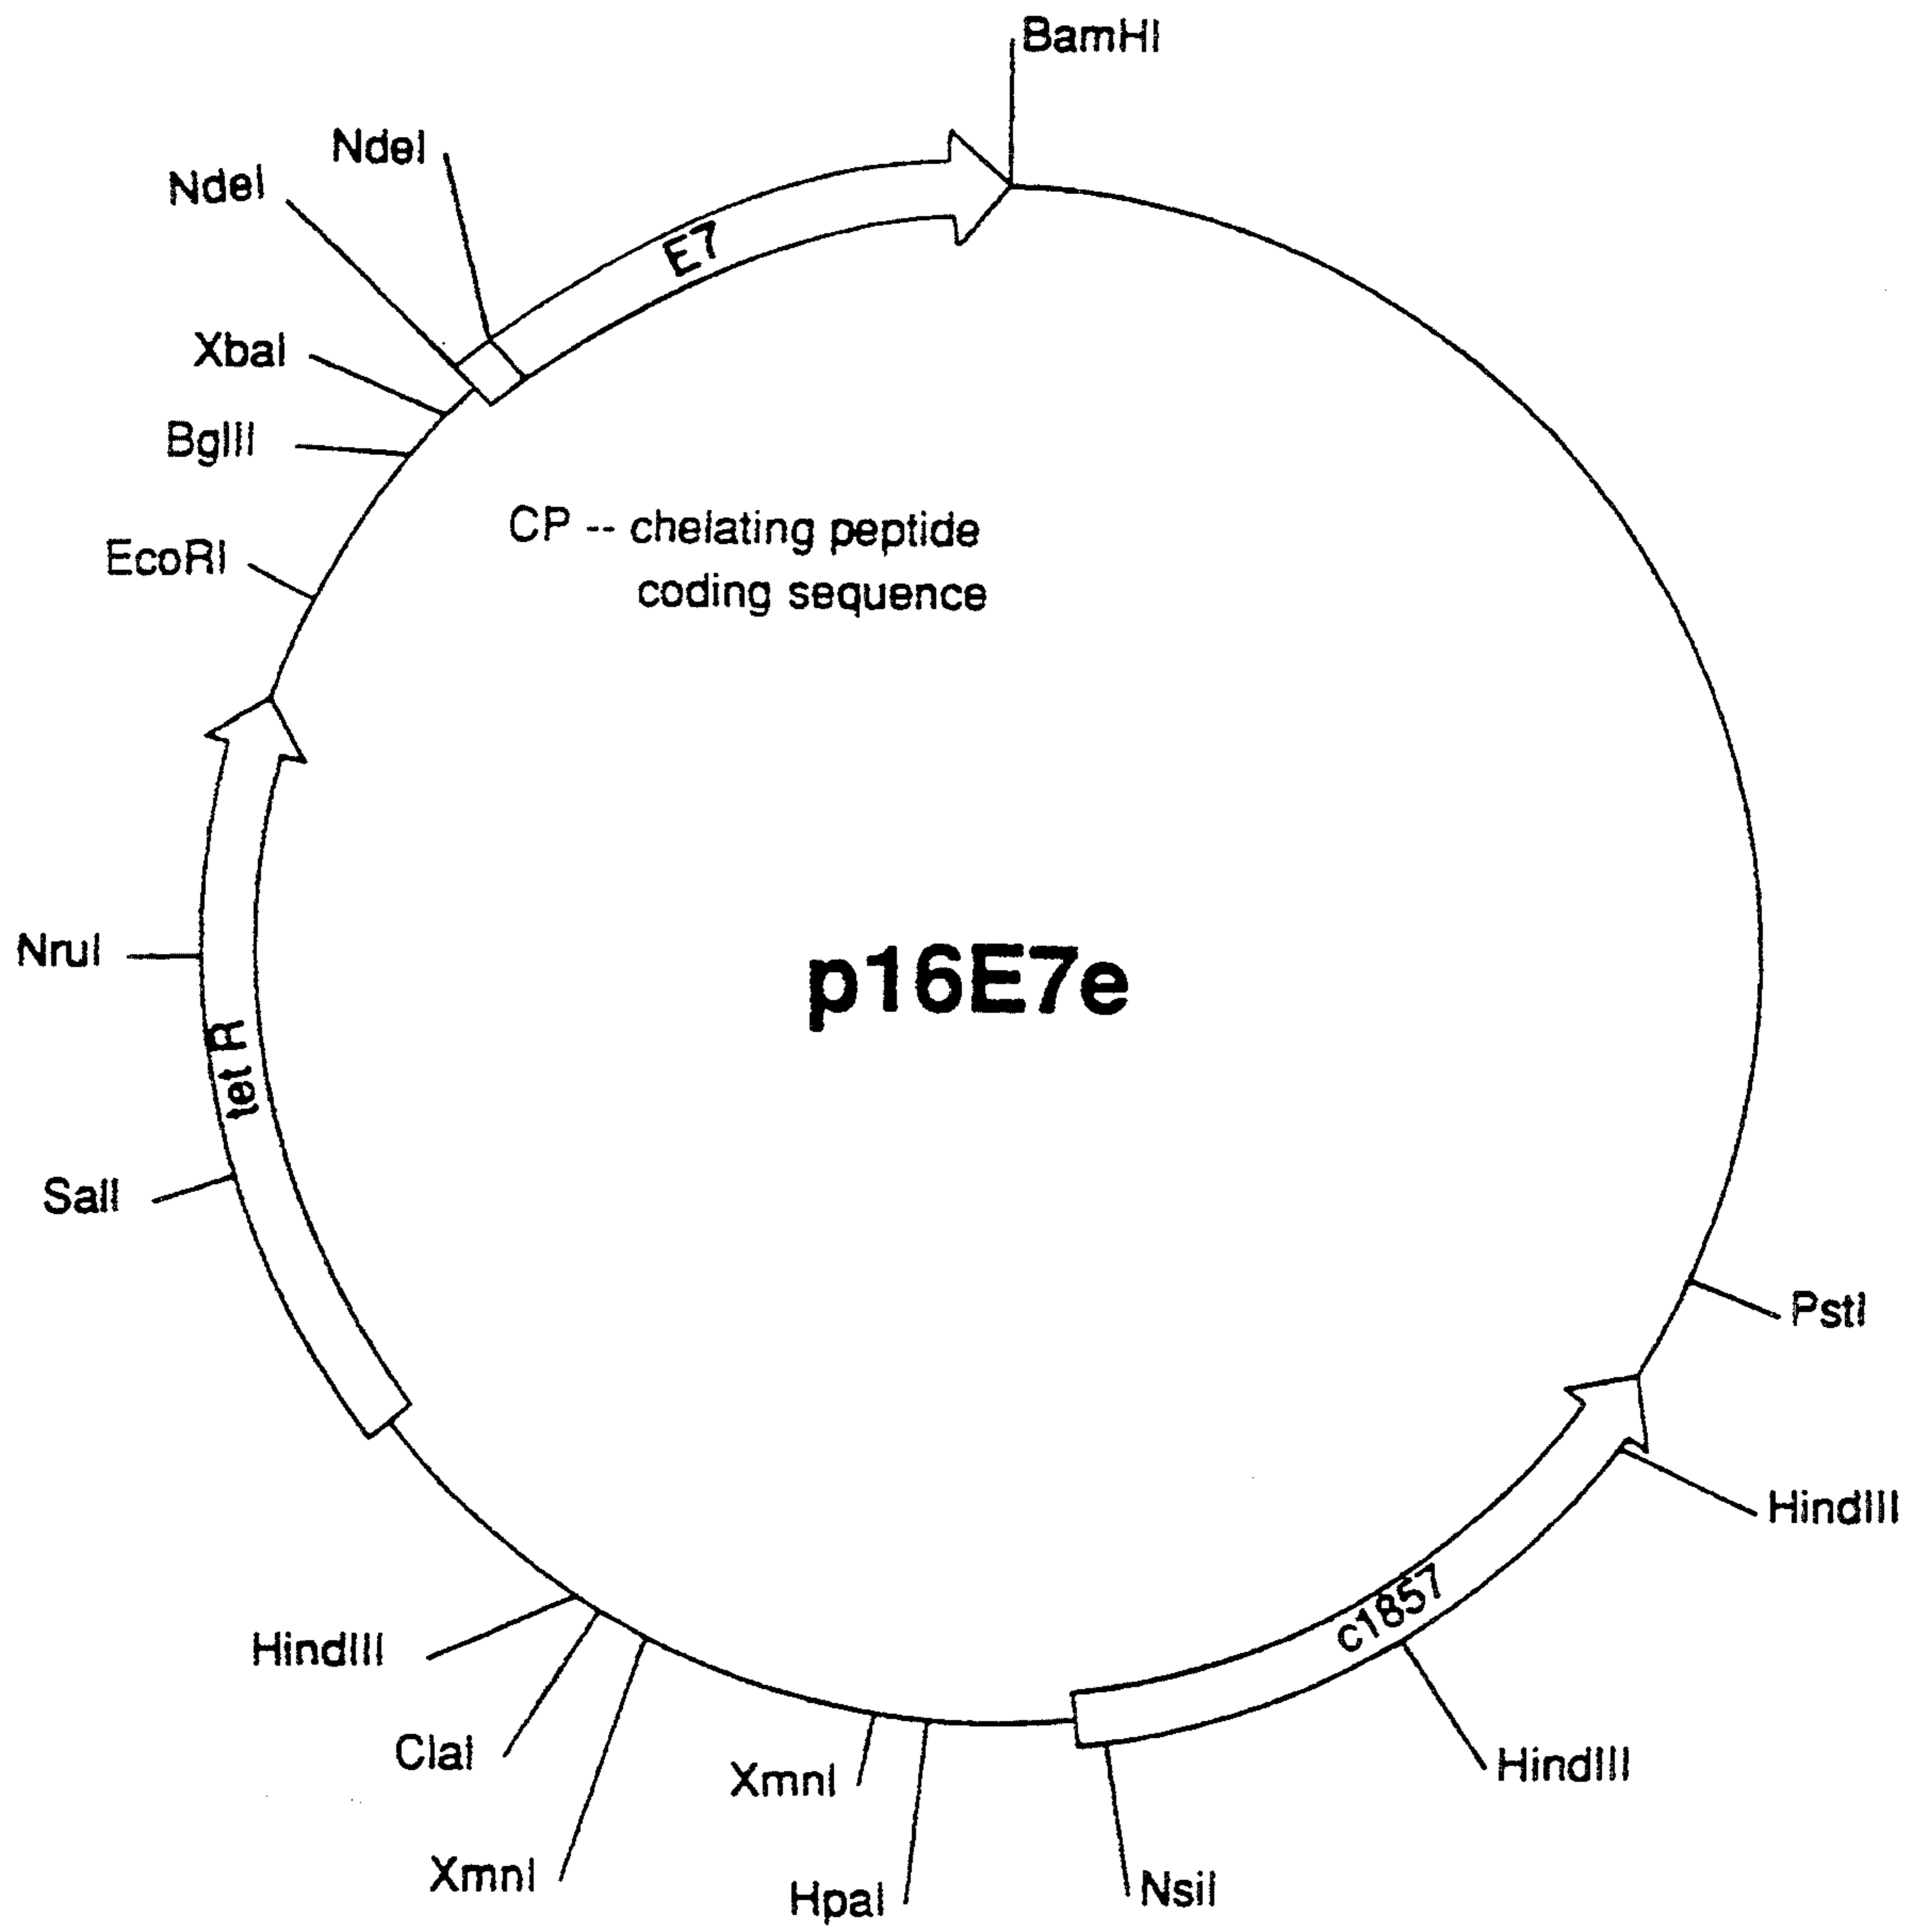 BamHI
NdeI
NdeI
XbaI
BglII
EcoRI
E7
CP -- chelating peptide
coding sequence
NruI
p16E7e
tet R
SalI
PstI
HindIII
c1857
HindIII
HindIII
ClaI
XmnI
XmnI
HpaI
NsiI